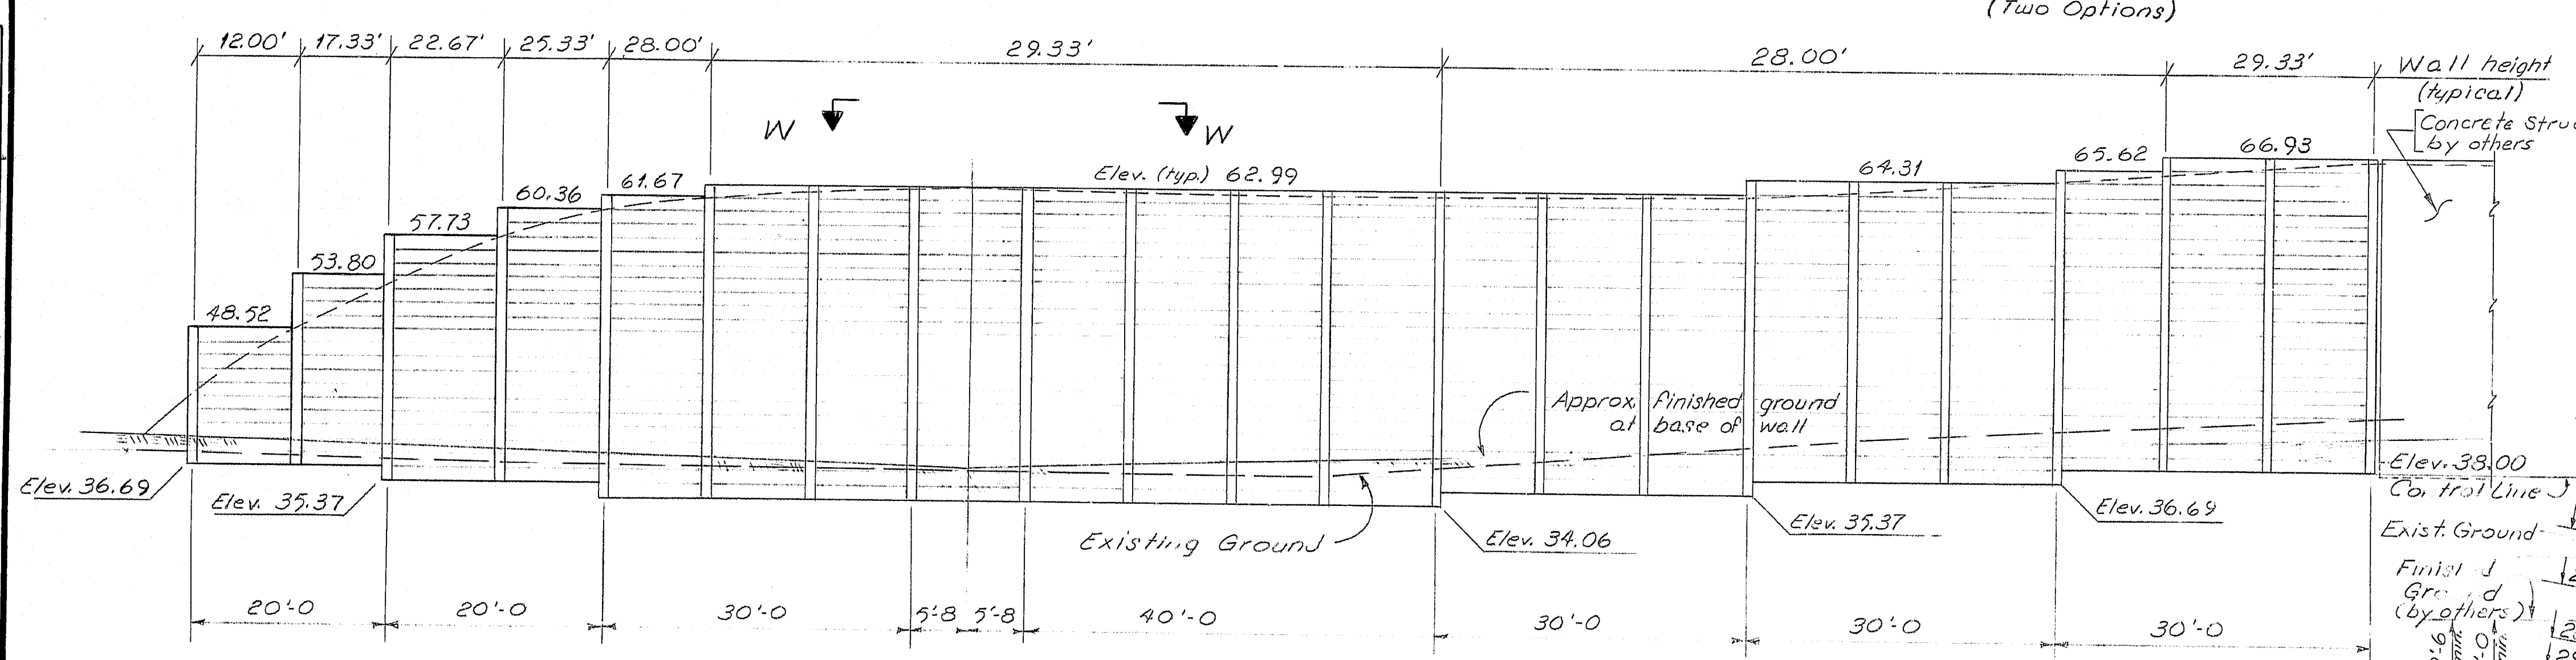 (Two Options)
12.00' 17.33' 22.67' 25.33' 28.00' 29.33' 28.00' 29.33' Wall height
(typical)
Concrete
by others
W W
48.52
53.80
57.73
60.36
61.67
Elev. (typ.) 62.99
64.31
65.62
66.93
Approx. finished ground
at base of wall
Elev. 36.69
Elev. 35.37
Existing Ground
Elev. 34.06
Elev. 35.37
Elev. 36.69
Elev. 38.00
Line
Exist. Ground
(by others)
20'-0 20'-0 30'-0 5'-8 5'-8 40'-0 30'-0 30'-0 30'-0